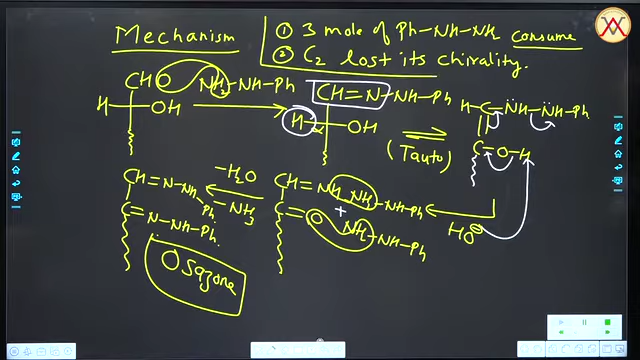 Mechanism
① 3 mole of Ph-NH-NH Consume
② C2 lost its chirality.
CHO NH2-NH-Ph
H OH
CH=N-NH-Ph
H OH
(Tauto)
H-C=NH-NH-Ph
C=O-H
HO⊖
CH=NH NH2-NH-Ph
C=O
+
NH2-NH-Ph
-H2O
-NH3
CH=N-NH-Ph
C=N-NH-Ph.
Osazone